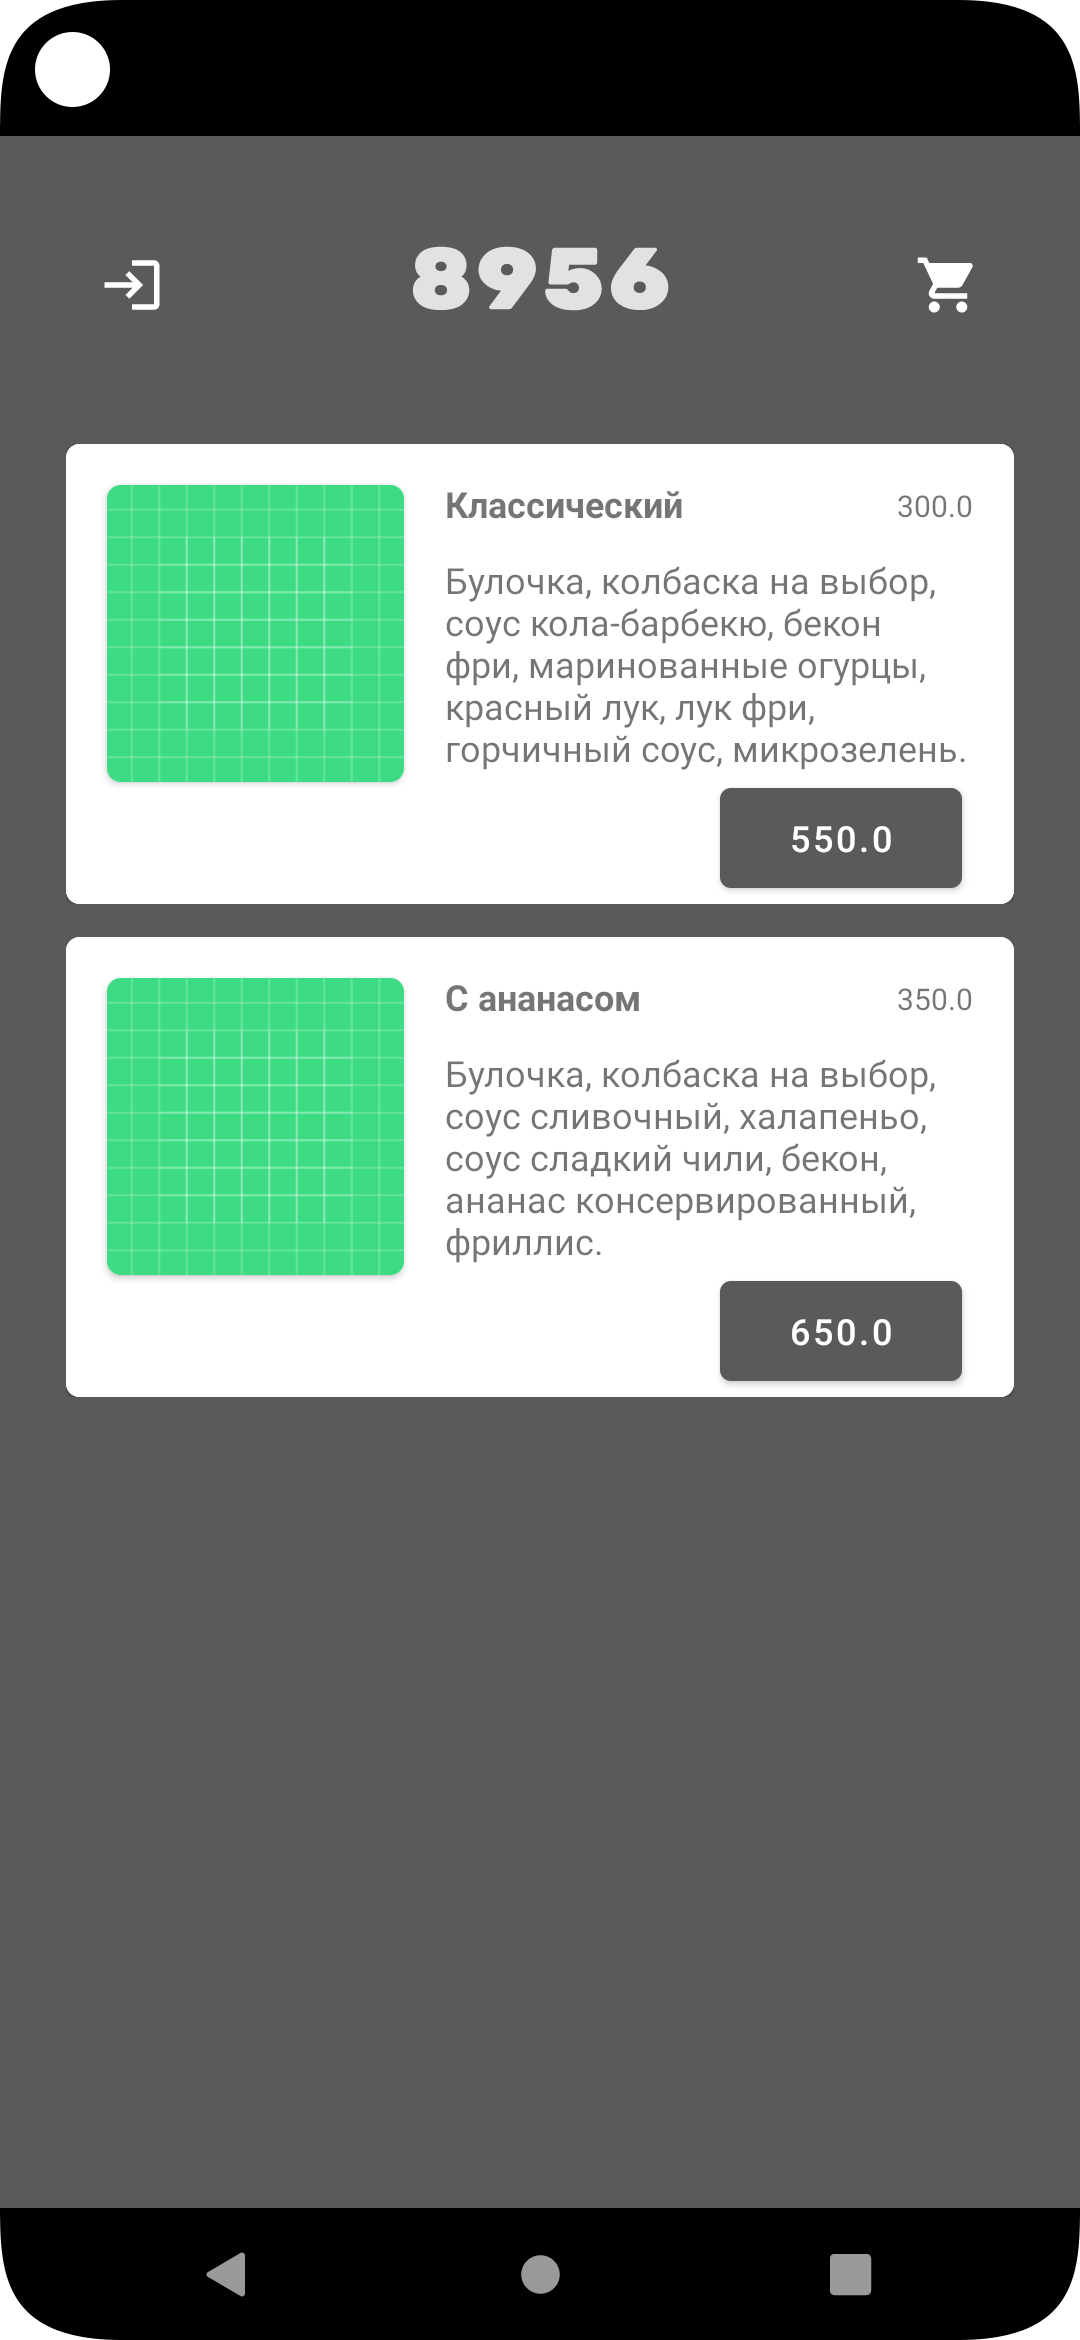 8956
Классический 300.0
Булочка, колбаска на выбор,
соус кола-барбекю, бекон
фри, маринованные огурцы,
красный лук, лук фри,
горчичный соус, микрозелень.
550.0
С ананасом 350.0
Булочка, колбаска на выбор,
соус сливочный, халапеньо,
соус сладкий чили, бекон,
ананас консервированный,
фриллис.
650.0